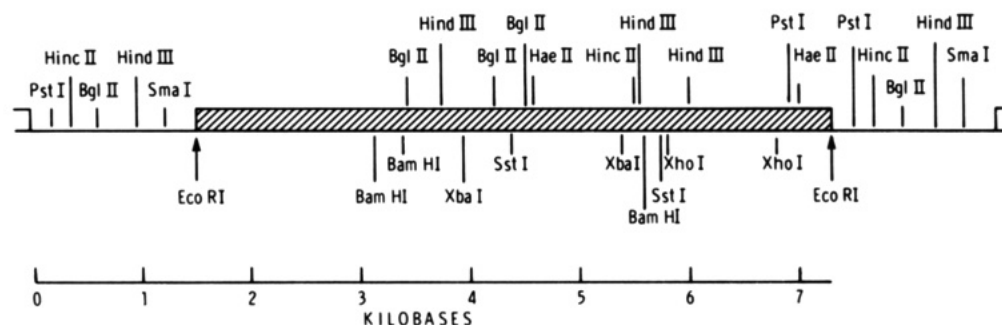 Hind III Bgl II Hind III Pst I Pst I Hind III
Hinc II Hind III Bgl II Bgl II Hae II Hinc II Hind III Hae II Hinc II Sma I
Pst I Bgl II Sma I Bgl II
Bam HI Sst I Xba I Xho I Xho I
Eco RI Bam HI Xba I Sst I Eco RI
Bam HI
0 1 2 3 4 5 6 7
KILOBASES